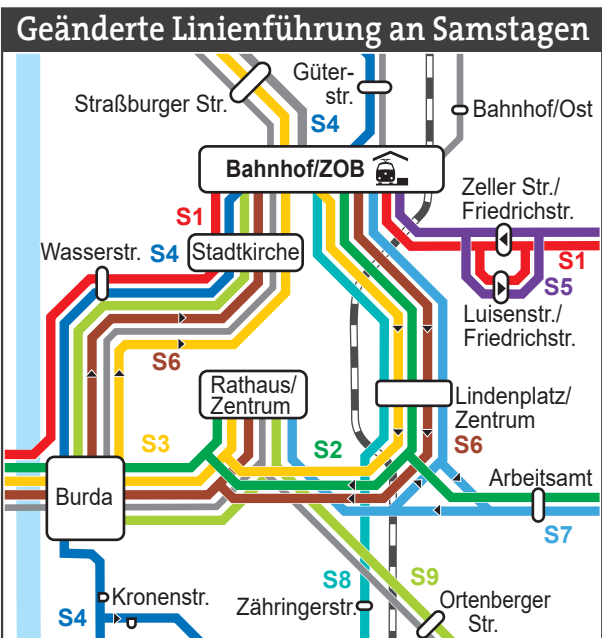 Geänderte Linienführung an Samstagen
Güter-
str.
Straßburger Str.
Bahnhof/Ost
S4
Bahnhof/ZOB
Zeller Str./
Friedrichstr.
S1
Wasserstr.
S4
Stadtkirche
S1
S5
Luisenstr./
Friedrichstr.
S6
Rathaus/
Zentrum
Lindenplatz/
Zentrum
S3
S2
S6
Arbeitsamt
Burda
S7
S8
S9
Kronenstr.
Zähringerstr.
Ortenberger
Str.
S4